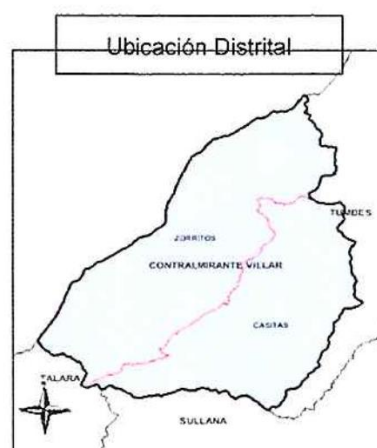 Ubicación Distrital
TUMBES
ZORRITOS
CONTRALMIRANTE VILLAR
CASITAS
TALARA
SULLANA